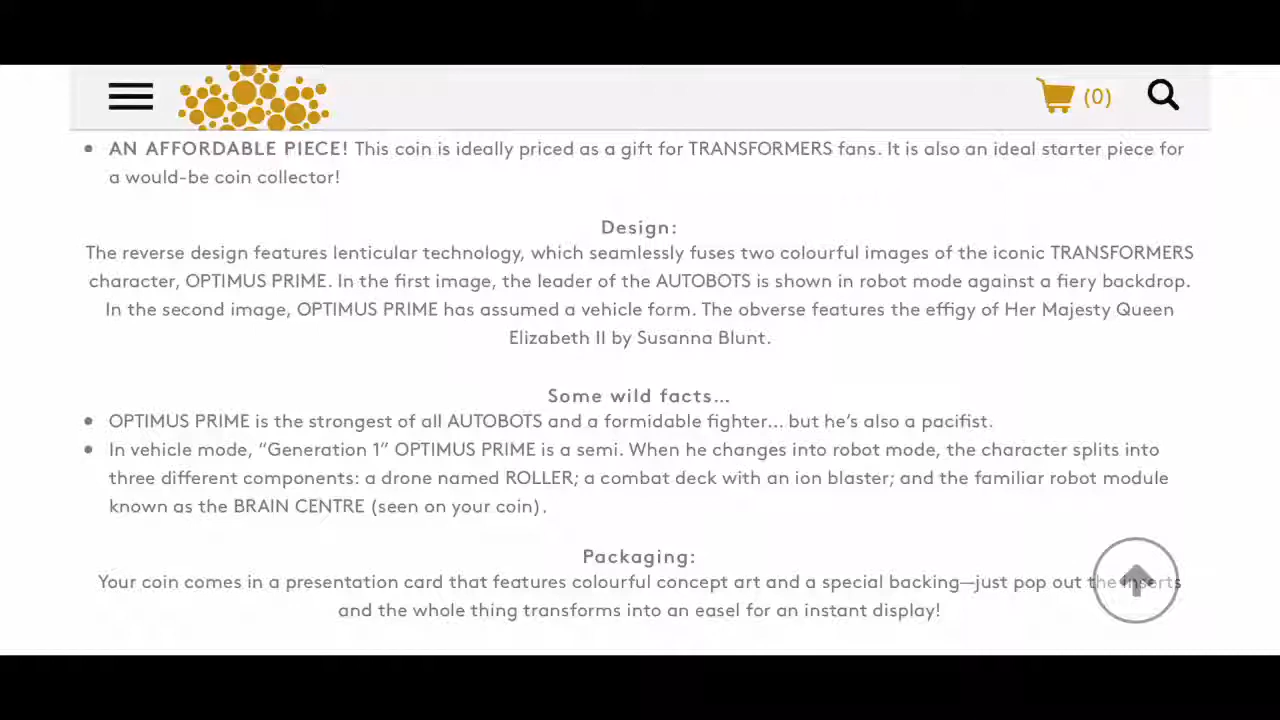 (0)
AN AFFORDABLE PIECE! This coin is ideally priced as a gift for TRANSFORMERS fans. It is also an ideal starter piece for
a would-be coin collector!
Design:
The reverse design features lenticular technology, which seamlessly fuses two colourful images of the iconic TRANSFORMERS
character, OPTIMUS PRIME. In the first image, the leader of the AUTOBOTS is shown in robot mode against a fiery backdrop.
In the second image, OPTIMUS PRIME has assumed a vehicle form. The obverse features the effigy of Her Majesty Queen
Elizabeth II by Susanna Blunt.
Some wild facts…
OPTIMUS PRIME is the strongest of all AUTOBOTS and a formidable fighter… but he’s also a pacifist.
In vehicle mode, “Generation 1” OPTIMUS PRIME is a semi. When he changes into robot mode, the character splits into
three different components: a drone named ROLLER; a combat deck with an ion blaster; and the familiar robot module
known as the BRAIN CENTRE (seen on your coin).
Packaging:
Your coin comes in a presentation card that features colourful concept art and a special backing—just pop out the inserts
and the whole thing transforms into an easel for an instant display!